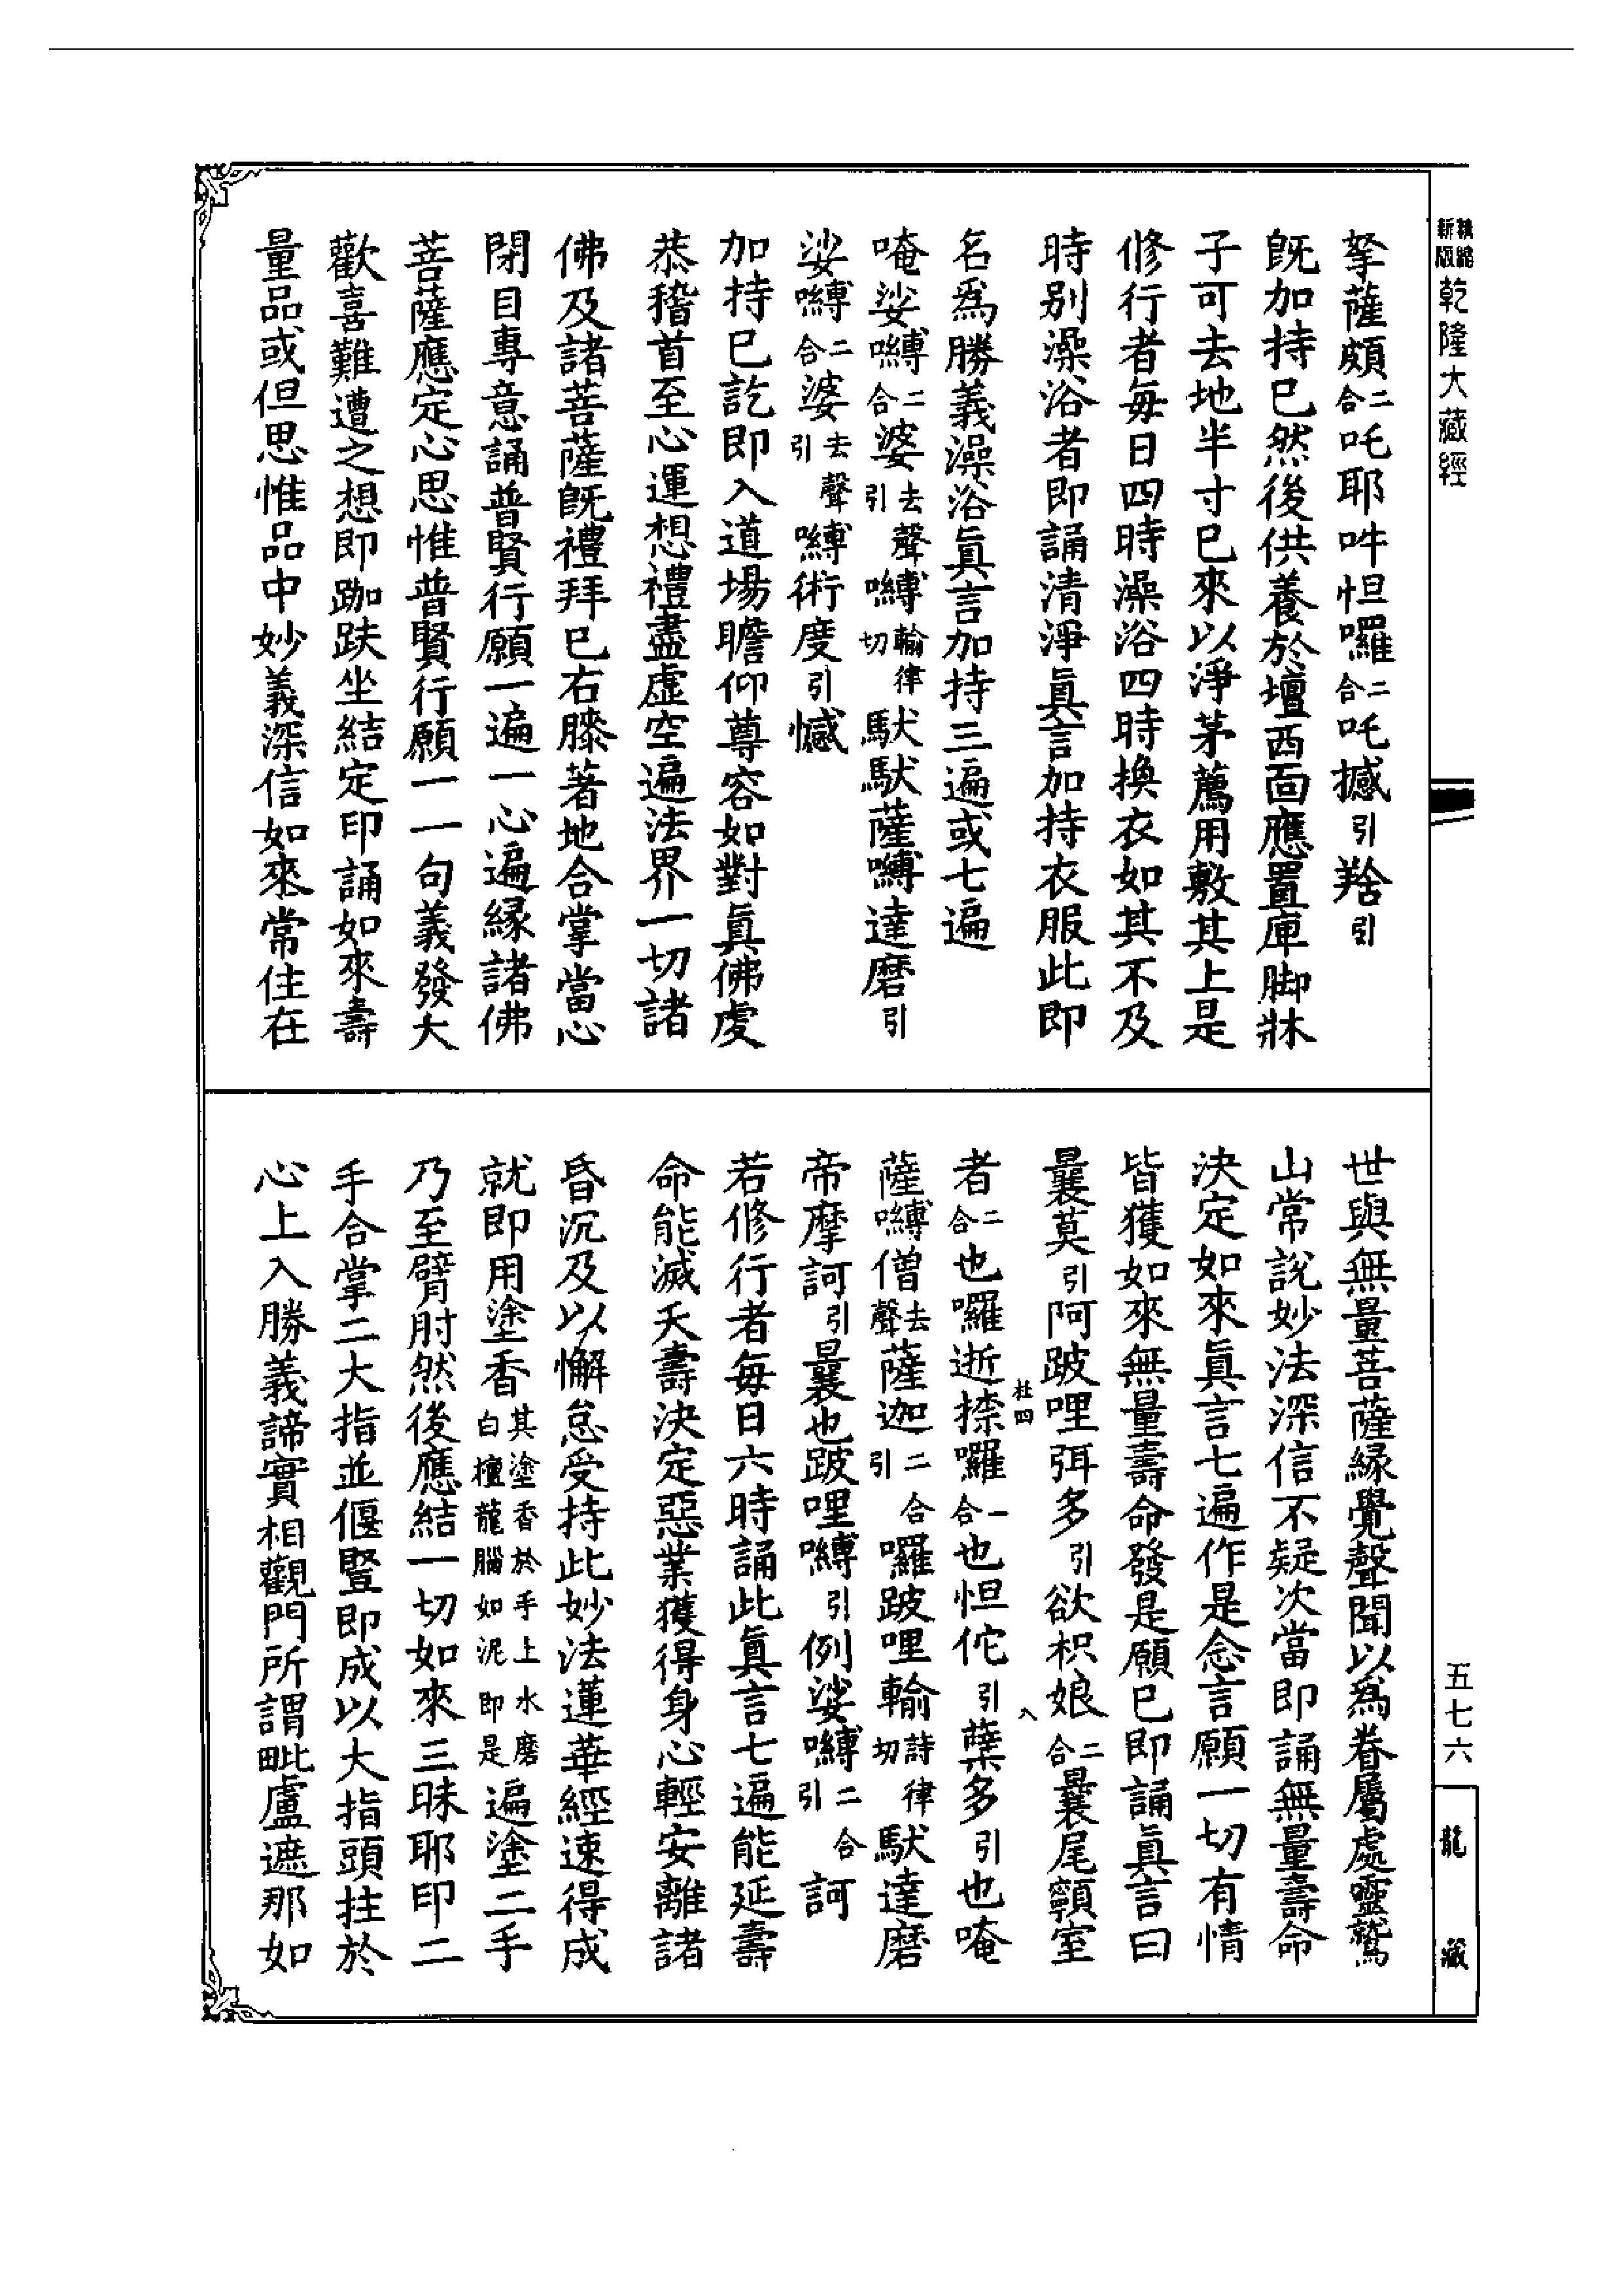 新版
乾隆大藏經
拏薩頗二合吒耶吽怛囉二合吒撼引𤚥引
旣加持已然後供養於壇西面應置庫脚牀
子可去地半寸已來以淨茅薦用敷其上是
修行者每日四時澡浴四時換衣如其不及
時別澡浴者即誦清淨眞言加持衣服此即
名爲勝義澡浴眞言加持三遍或七遍
唵娑嚩二合婆去聲引嚩輸律切馱馱薩嚩達磨引
娑嚩二合婆去聲引嚩術度引憾
加持已訖即入道場瞻仰尊容如對眞佛虔
恭稽首至心運想禮盡虛空遍法界一切諸
佛及諸菩薩旣禮拜已右膝著地合掌當心
閉目專意誦普賢行願一遍一心遍縁諸佛
菩薩應定心思惟普賢行願一一句義發大
歡喜難遭之想即跏趺坐結定印誦如來壽
量品或但思惟品中妙義深信如來常住在
世與無量菩薩縁覺聲聞以爲眷屬處靈鷲
山常說妙法深信不疑次當即誦無量壽命
決定如來眞言七遍作是念言願一切有情
皆獲如來無量壽命發是願已即誦眞言曰
曩莫引阿跛哩弭多引欲枳娘二合曩尾顊室
者二合也囉逝捺囉一合也怛佗引蘖多引也唵
薩嚩僧去聲薩迦二合引囉跛哩輸詩律切馱達磨
帝摩訶引曩也跛哩嚩引例娑嚩二合引訶
若修行者每日六時誦此眞言七遍能延壽
命能滅夭壽決定惡業獲得身心輕安離諸
昏沉及以懈怠受持此妙法蓮華經速得成
就即用塗香其塗香於手上水磨白檀龍腦如泥即是遍塗二手
乃至臂肘然後應結一切如來三昧耶印二
手合掌二大指並偃豎即成以大指頭拄於
心上入勝義諦實相觀門所謂毗盧遮那如
五七六
龍藏